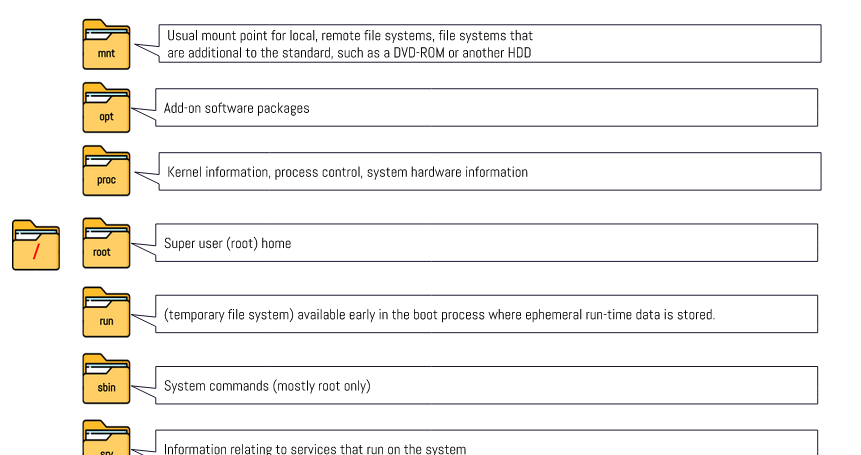 mnt
Usual mount point for local, remote file systems, file systems that
are additional to the standard, such as a DVD-ROM or another HDD
opt
Add-on software packages
proc
Kernel information, process control, system hardware information
/
root
Super user (root) home
run
(temporary file system) available early in the boot process where ephemeral run-time data is stored.
sbin
System commands (mostly root only)
srv
Information relating to services that run on the system